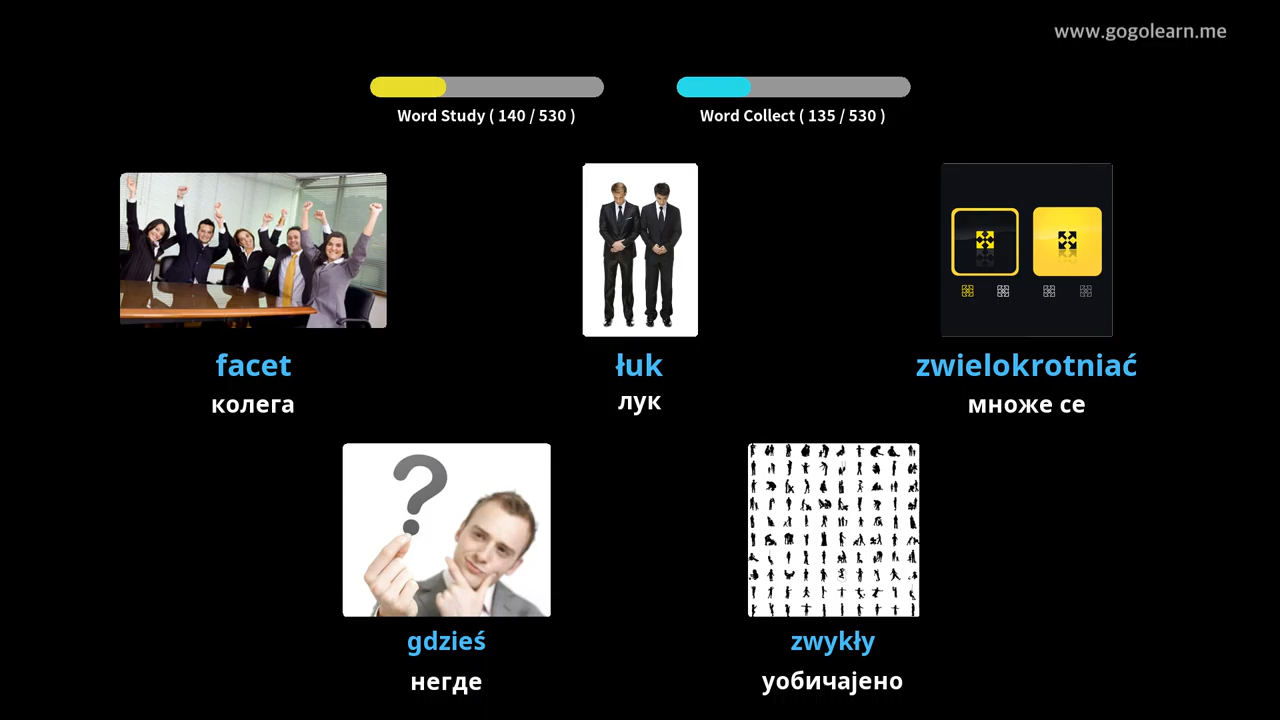 www.gogolearn.me
Word Study ( 140 / 530 )
Word Collect ( 135 / 530 )
facet
колега
łuk
лук
zwielokrotniać
множе се
gdzieś
негде
zwykły
уобичајено